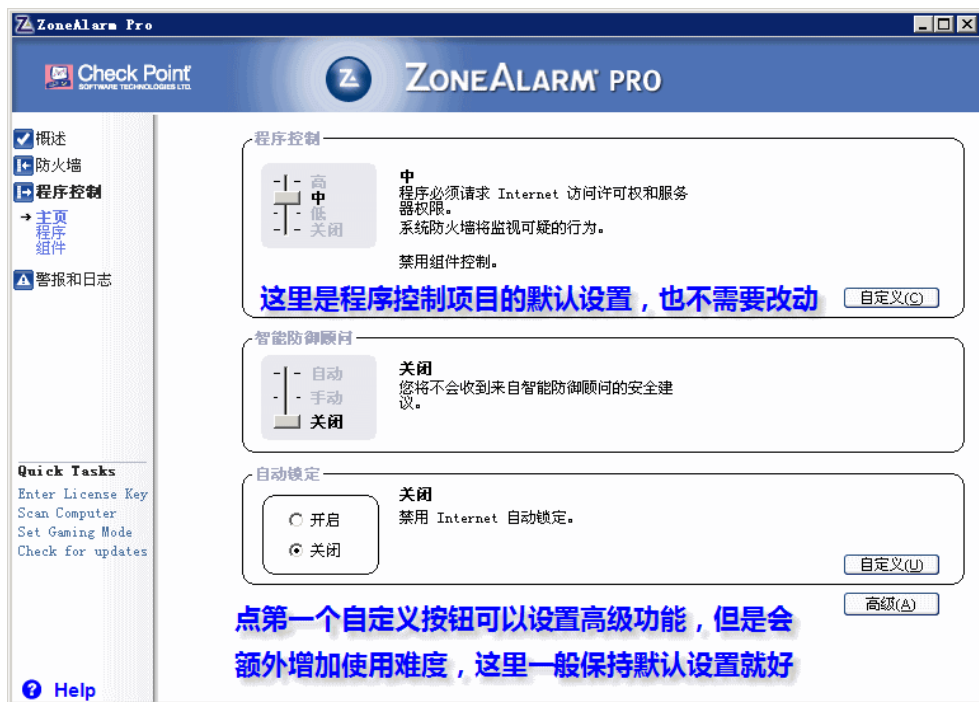 ZoneAlarm Pro
Check Point
SOFTWARE TECHNOLOGIES LTD.
ZONEALARM PRO
概述
防火墙
程序控制
主页
程序
组件
警报和日志
Quick Tasks
Enter License Key
Scan Computer
Set Gaming Mode
Check for updates
Help
程序控制
高
中
低
关闭
中
程序必须请求 Internet 访问许可权和服务
器权限。
系统防火墙将监视可疑的行为。
禁用组件控制。
这里是程序控制项目的默认设置，也不需要改动
自定义(C)
智能防御顾问
自动
手动
关闭
关闭
您将不会收到来自智能防御顾问的安全建
议。
自动锁定
开启
关闭
关闭
禁用 Internet 自动锁定。
自定义(U)
高级(A)
点第一个自定义按钮可以设置高级功能，但是会
额外增加使用难度，这里一般保持默认设置就好